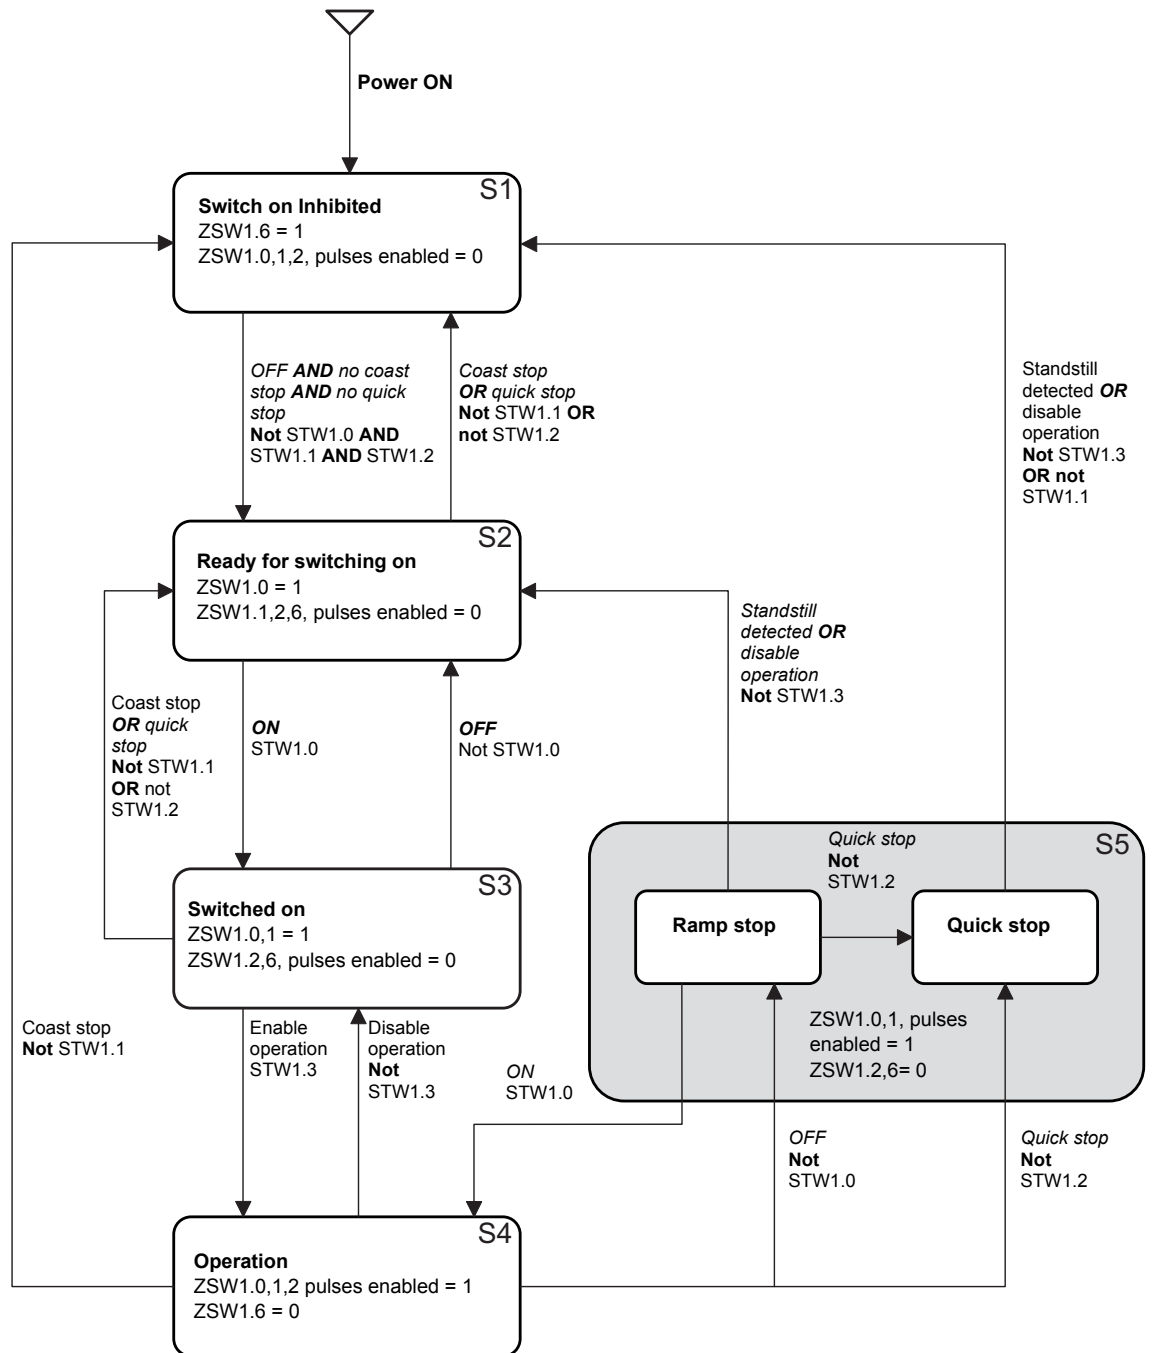 Power ON
S1
Switch on Inhibited
ZSW1.6 = 1
ZSW1.0,1,2, pulses enabled = 0
OFF AND no coast
stop AND no quick
stop
Not STW1.0 AND
STW1.1 AND STW1.2
Coast stop
OR quick stop
Not STW1.1 OR
not STW1.2
Standstill
detected OR
disable
operation
Not STW1.3
OR not
STW1.1
S2
Ready for switching on
ZSW1.0 = 1
ZSW1.1,2,6, pulses enabled = 0
Standstill
detected OR
disable
operation
Not STW1.3
Coast stop
OR quick
stop
Not STW1.1
OR not
STW1.2
ON
STW1.0
OFF
Not STW1.0
S3
Switched on
ZSW1.0,1 = 1
ZSW1.2,6, pulses enabled = 0
S5
Quick stop
Not
STW1.2
Ramp stop
Quick stop
ZSW1.0,1, pulses
enabled = 1
ZSW1.2,6= 0
Coast stop
Not STW1.1
Enable
operation
STW1.3
Disable
operation
Not
STW1.3
ON
STW1.0
OFF
Not
STW1.0
Quick stop
Not
STW1.2
S4
Operation
ZSW1.0,1,2 pulses enabled = 1
ZSW1.6 = 0